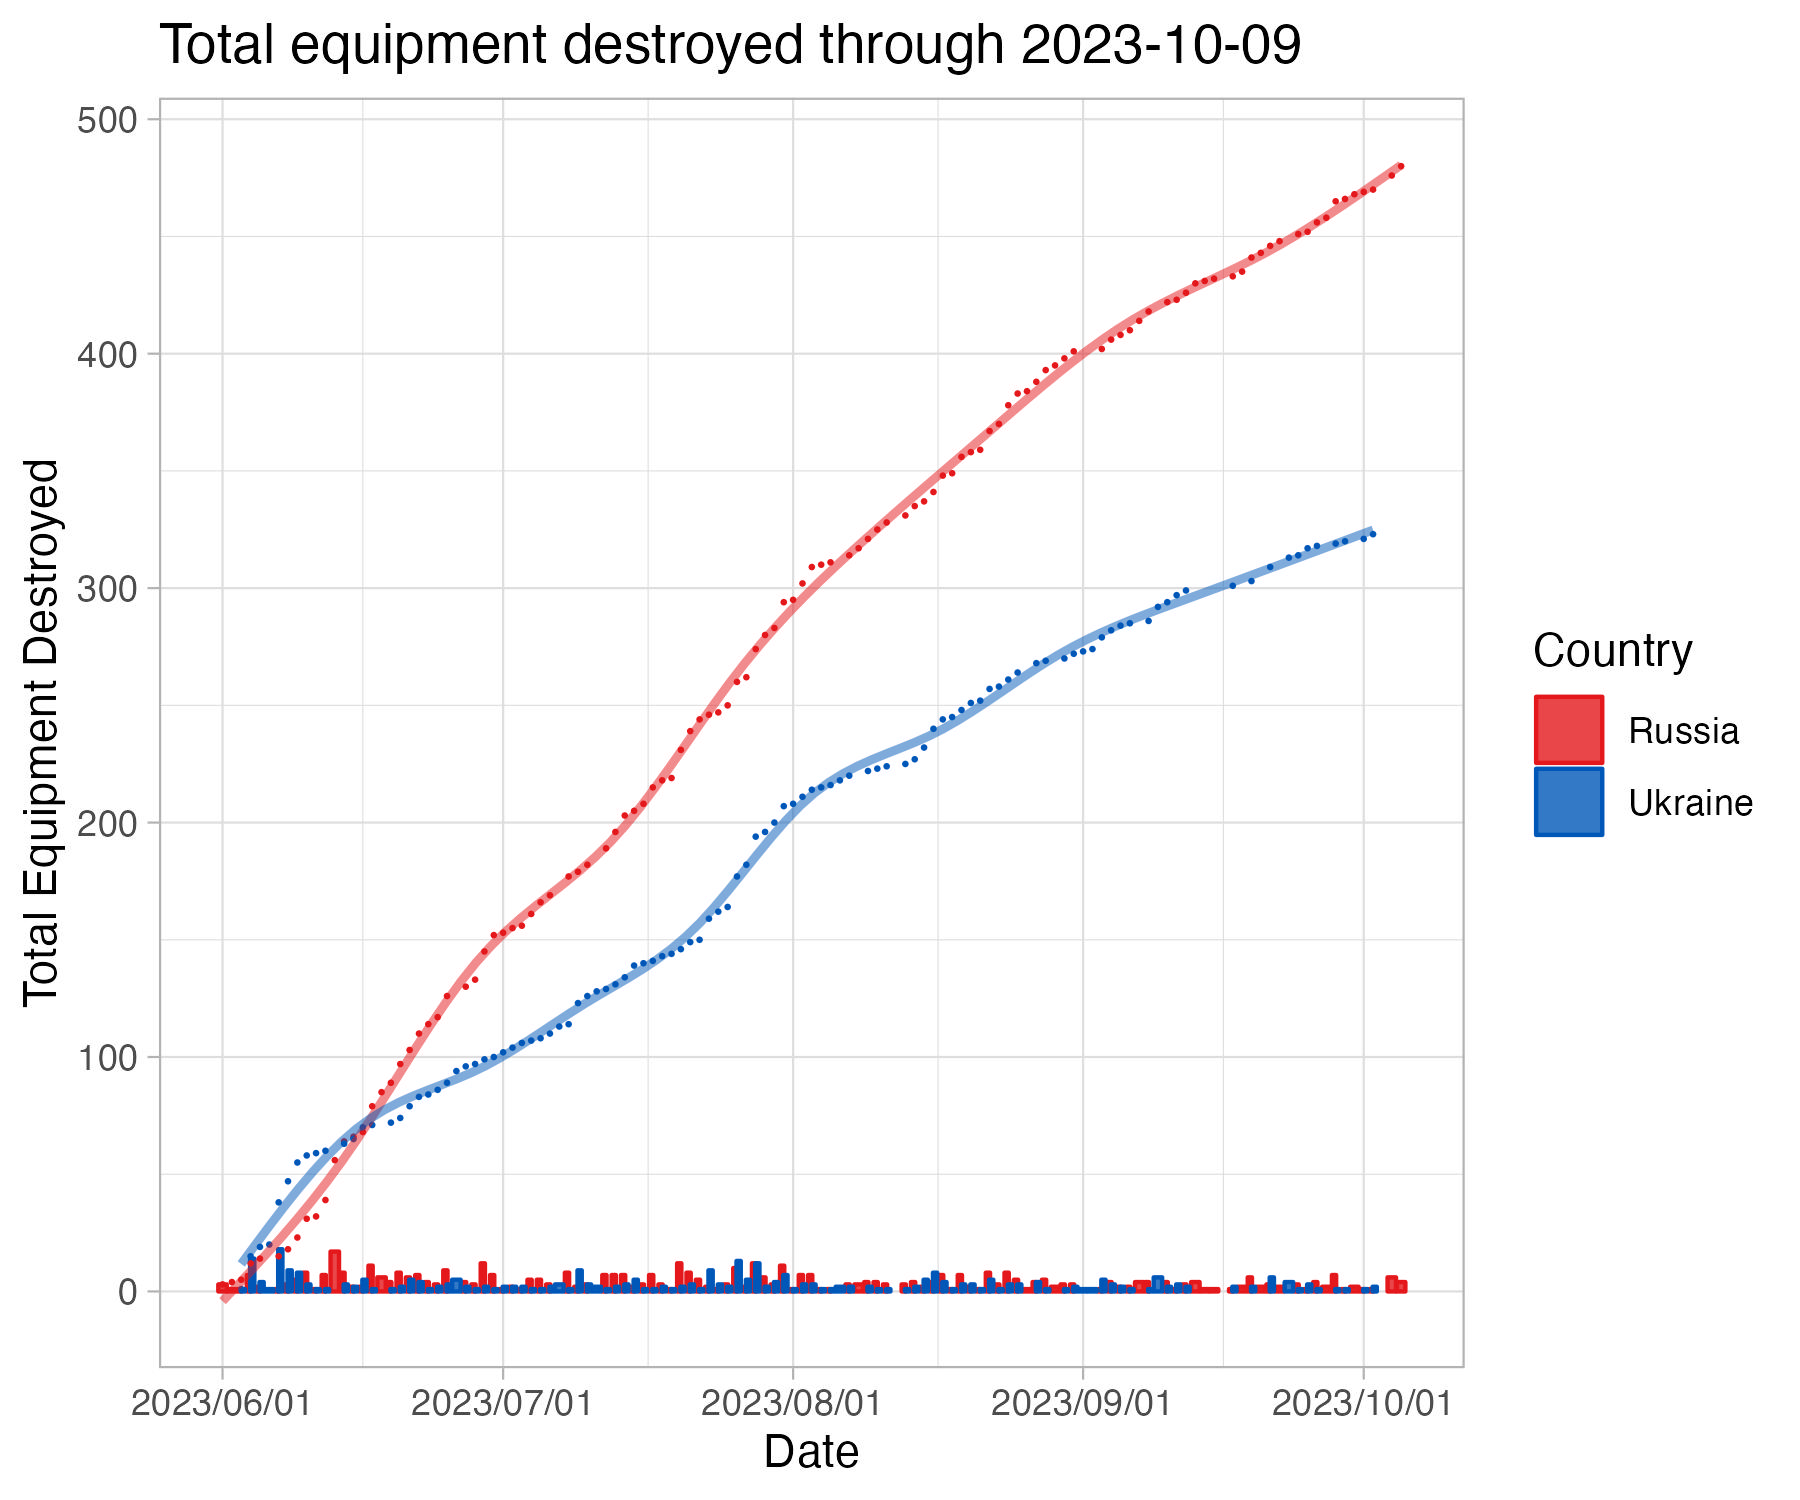 Total equipment destroyed through 2023-10-09
Total Equipment Destroyed
500
400
300
200
100
0
2023/06/01
2023/07/01
2023/08/01
2023/09/01
2023/10/01
Date
Country
Russia
Ukraine